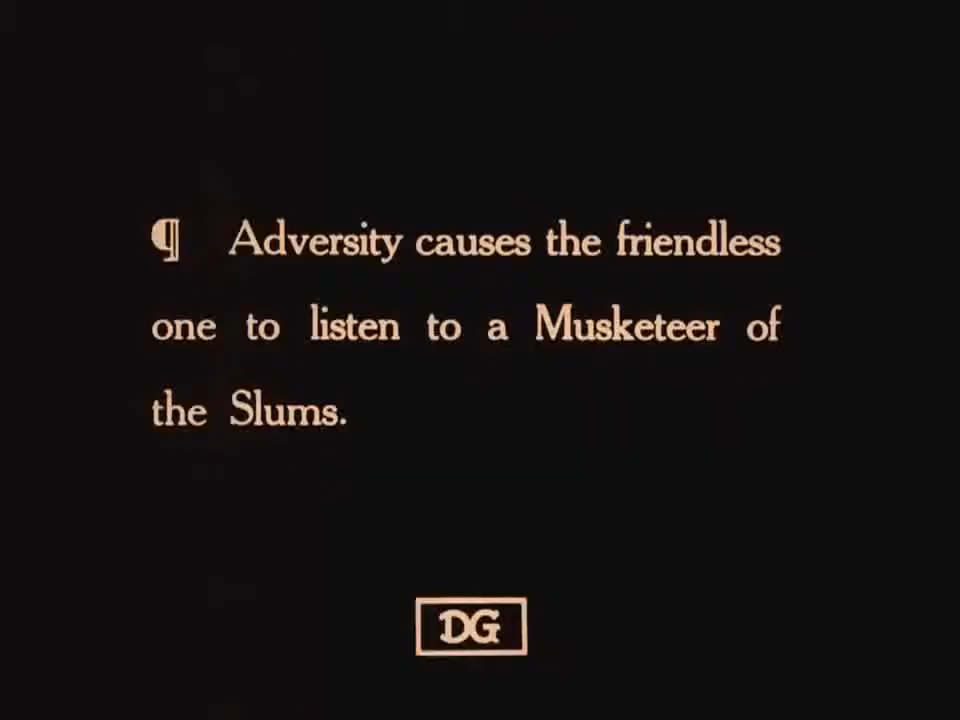 ¶ Adversity causes the friendless
one to listen to a Musketeer of
the Slums.
DG